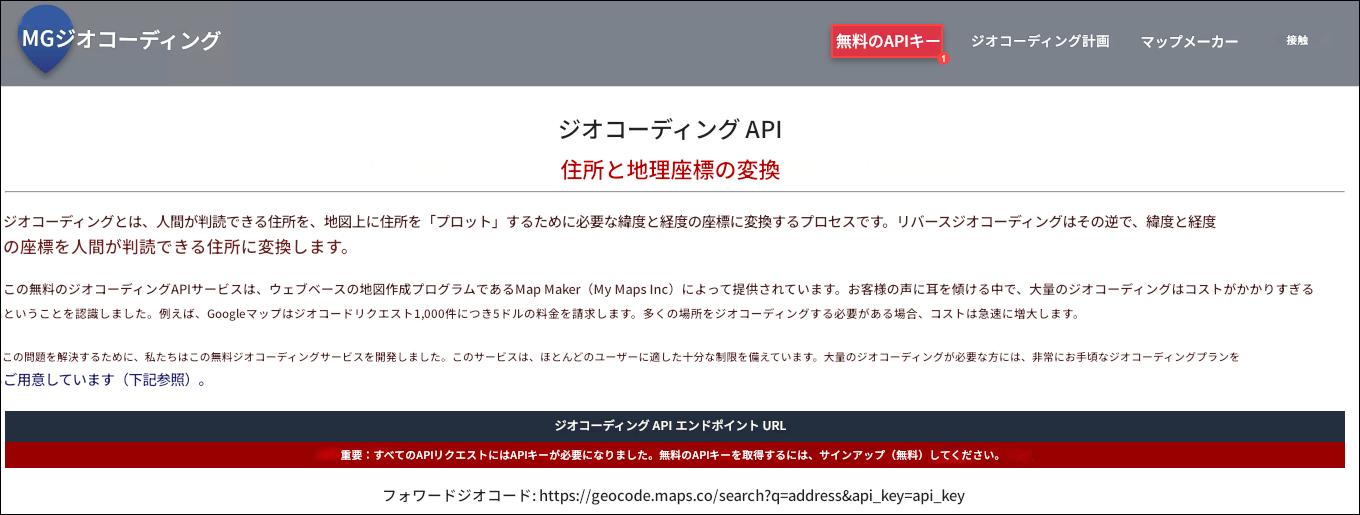 MGジオコーディング
無料のAPIキー
1
ジオコーディング計画
マップメーカー
接触
ジオコーディング API
住所と地理座標の変換
ジオコーディングとは、人間が判読できる住所を、地図上に住所を「プロット」するために必要な緯度と経度の座標に変換するプロセスです。リバースジオコーディングはその逆で、緯度と経度
の座標を人間が判読できる住所に変換します。
この無料のジオコーディングAPIサービスは、ウェブベースの地図作成プログラムであるMap Maker（My Maps Inc）によって提供されています。お客様の声に耳を傾ける中で、大量のジオコーディングはコストがかかりすぎる
ということを認識しました。例えば、Googleマップはジオコードリクエスト1,000件につき5ドルの料金を請求します。多くの場所をジオコーディングする必要がある場合、コストは急速に増大します。
この問題を解決するために、私たちはこの無料ジオコーディングサービスを開発しました。このサービスは、ほとんどのユーザーに適した十分な制限を備えています。大量のジオコーディングが必要な方には、非常にお手頃なジオコーディングプランを
ご用意しています（下記参照）。
ジオコーディング API エンドポイント URL
重要：すべてのAPIリクエストにはAPIキーが必要になりました。無料のAPIキーを取得するには、サインアップ（無料）してください。
フォワードジオコード: https://geocode.maps.co/search?q=address&api_key=api_key